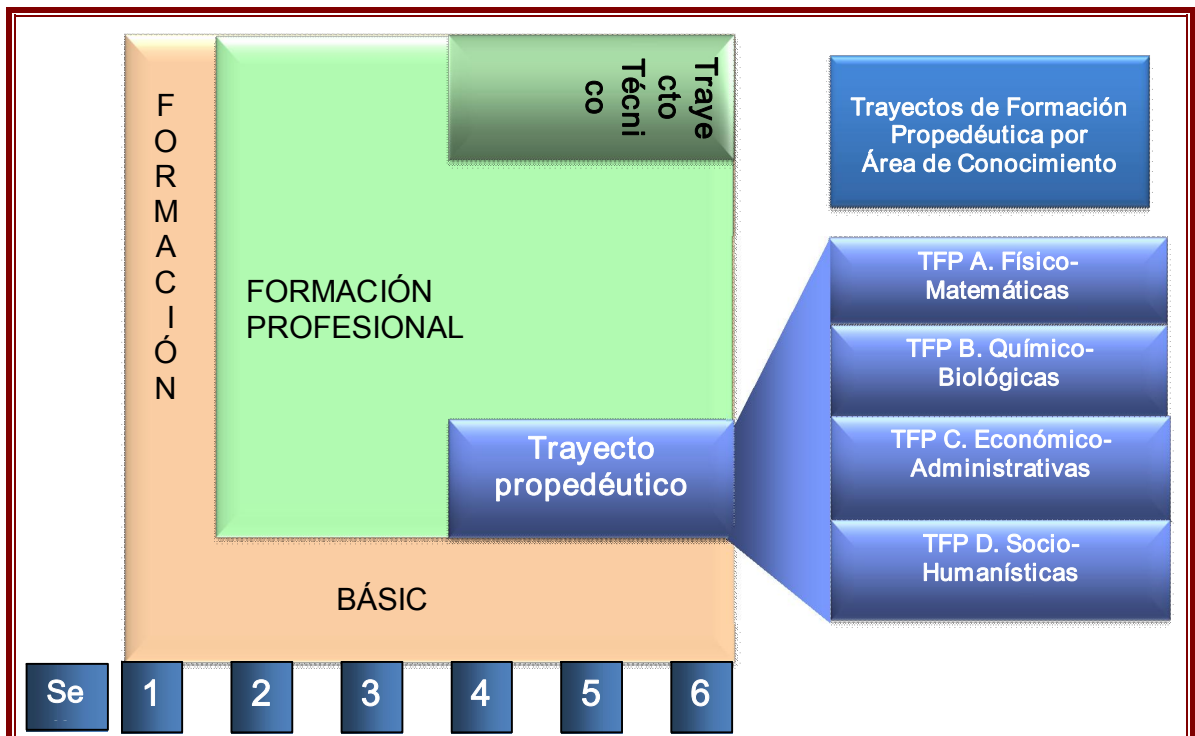 FORMACIÓN
FORMACIÓN
PROFESIONAL
Traye
cto
Técni
co
Trayecto
propedéutico
BÁSIC
Trayectos de Formación
Propedéutica por
Área de Conocimiento
TFP A. Físico-
Matemáticas
TFP B. Químico-
Biológicas
TFP C. Económico-
Administrativas
TFP D. Socio-
Humanísticas
Se
1
2
3
4
5
6